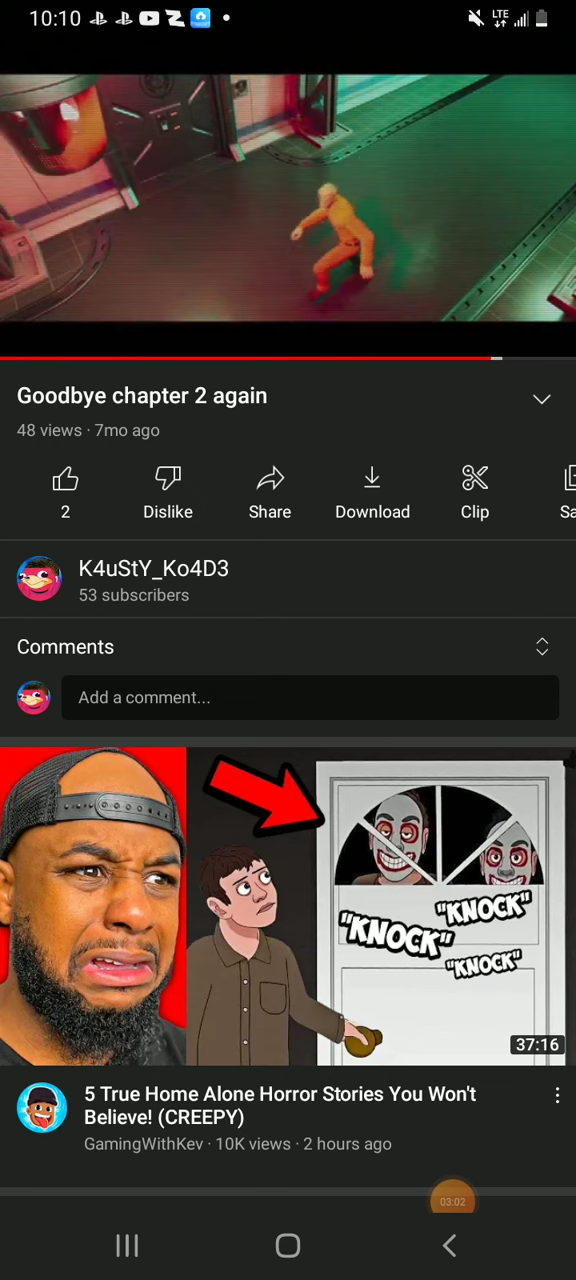 10:10
LTE
Goodbye chapter 2 again
48 views · 7mo ago
2
Dislike
Share
Download
Clip
Sa
K4uStY_Ko4D3
53 subscribers
Comments
Add a comment...
"KNOCK"
"KNOCK"
"KNOCK"
37:16
5 True Home Alone Horror Stories You Won't
Believe! (CREEPY)
GamingWithKev · 10K views · 2 hours ago
03:02